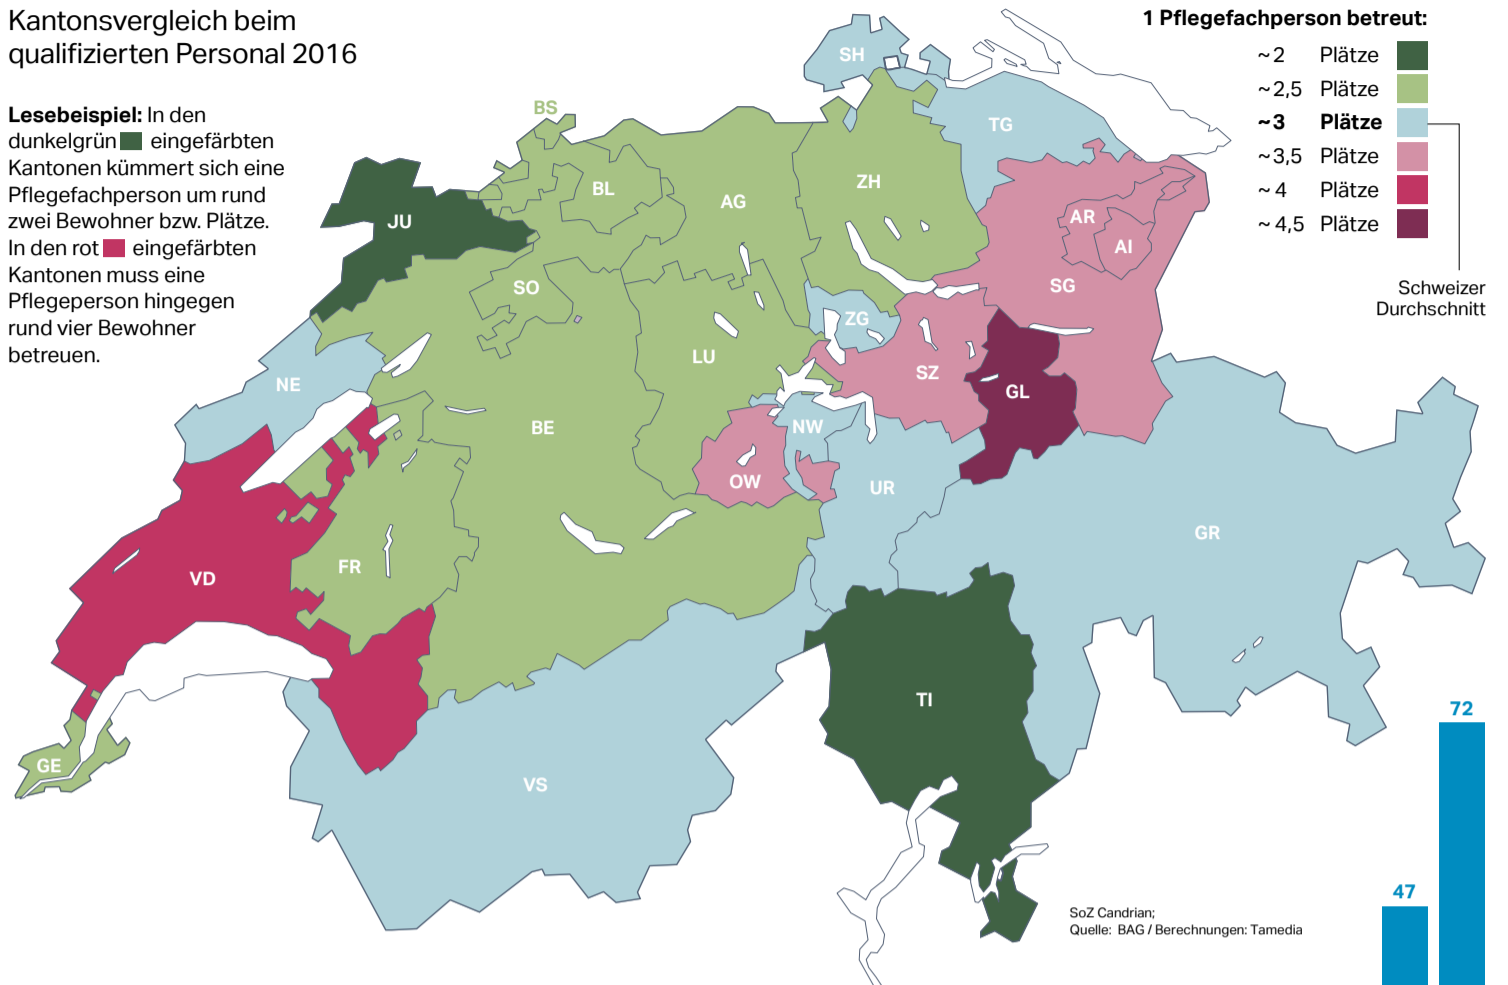 Kantonsvergleich beim
qualifizierten Personal 2016
Lesebeispiel: In den
dunkelgrün eingefärbten
Kantonen kümmert sich eine
Pflegefachperson um rund
zwei Bewohner bzw. Plätze.
In den rot eingefärbten
Kantonen muss eine
Pflegeperson hingegen
rund vier Bewohner
betreuen.
1 Pflegefachperson betreut:
~2 Plätze
~2,5 Plätze
~3 Plätze
~3,5 Plätze
~4 Plätze
~4,5 Plätze
Schweizer
Durchschnitt
SH
BS
TG
BL
AG
ZH
JU
AR
AI
SO
SG
ZG
LU
NE
SZ
GL
BE
NW
OW
UR
GR
FR
VD
TI
GE
VS
72
47
SoZ Candrian;
Quelle: BAG / Berechnungen: Tamedia